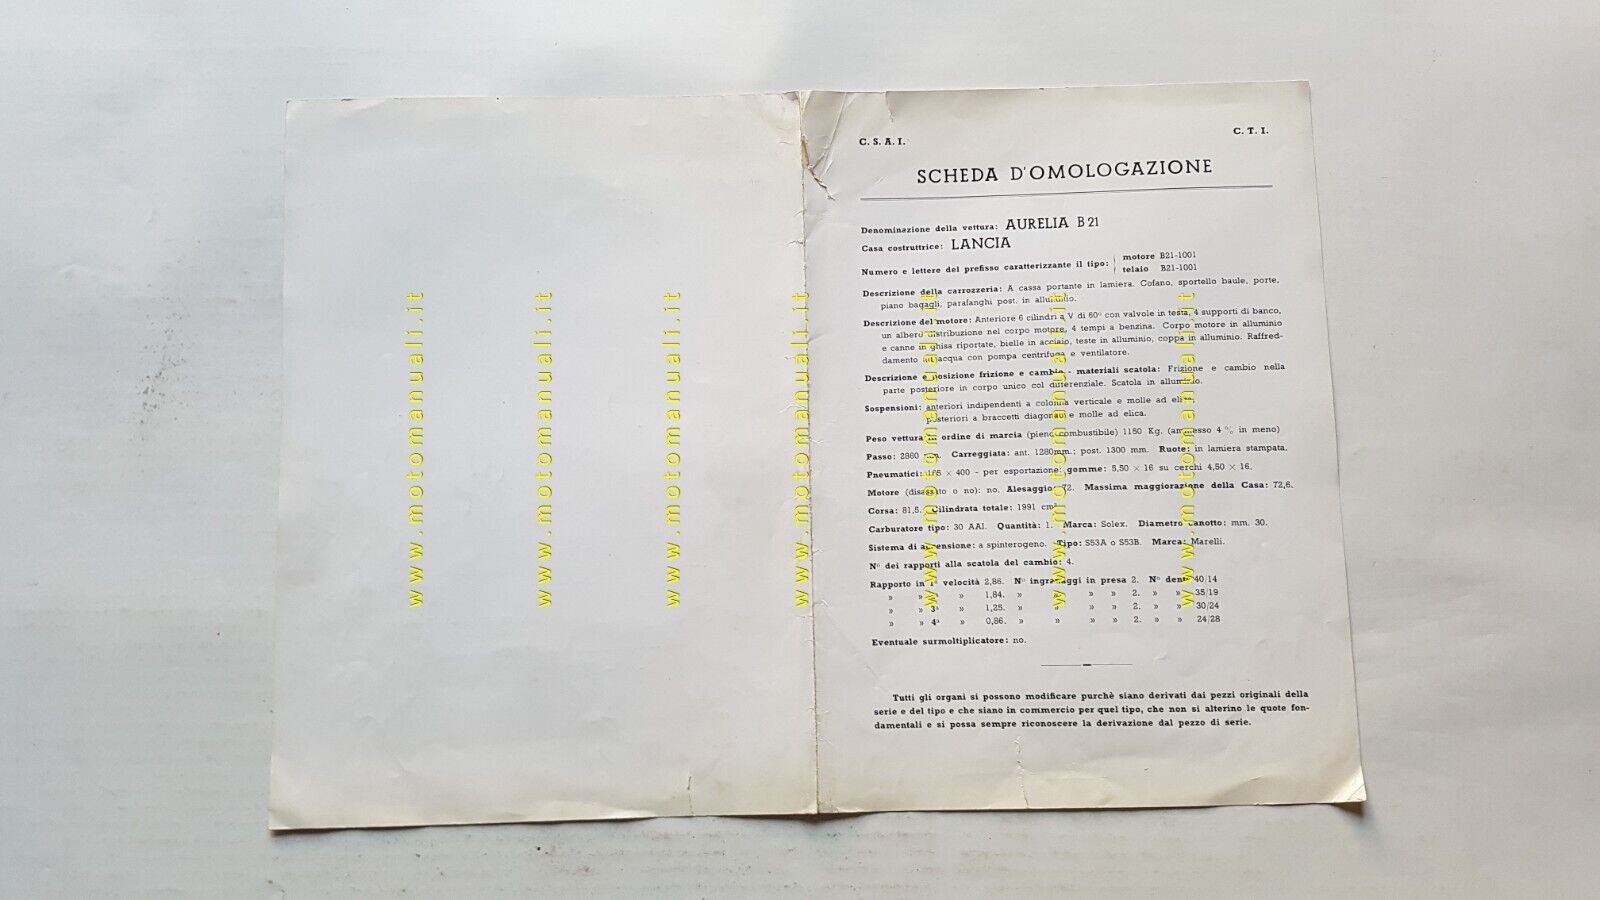 C. S. A. I.
C. T. I.
SCHEDA D'OMOLOGAZIONE
Denominazione della vettura: AURELIA B 21
Casa costruttrice: LANCIA
Numero e lettere del prefisso caratterizzante il tipo: motore B21-1001
telaio B21-1001
Descrizione della carrozzeria: A cassa portante in lamiera. Cofano, sportello baule, porte,
piano bagagli, parafanghi post. in alluminio.
Descrizione del motore: Anteriore 6 cilindri a V di 60° con valvole in testa, 4 supporti di banco,
un albero distribuzione nel corpo motore, 4 tempi a benzina. Corpo motore in alluminio
e canne in ghisa riportate, bielle in acciaio, teste in alluminio, coppa in alluminio. Raffred-
damento ad acqua con pompa centrifuga e ventilatore.
Descrizione e posizione frizione e cambio - materiali scatola: Frizione e cambio nella
parte posteriore in corpo unico col differenziale. Scatola in alluminio.
Sospensioni: anteriori indipendenti a colonna verticale e molle ad elica,
posteriori a braccetti diagonali e molle ad elica.
Peso vettura in ordine di marcia (pieno combustibile) 1150 Kg. (ammesso 4 % in meno)
Passo: 2860 mm. Carreggiata: ant. 1280mm.; post. 1300 mm. Ruote: in lamiera stampata.
Pneumatici: 165 × 400 - per esportazione: gomme: 5,50 × 16 su cerchi 4,50 × 16.
Motore (disassato o no): no. Alesaggio: 72. Massima maggiorazione della Casa: 72,6.
Corsa: 81,5. Cilindrata totale: 1991 cm³
Carburatore tipo: 30 AAI. Quantità: 1. Marca: Solex. Diametro canotto: mm. 30.
Sistema di accensione: a spinterogeno. Tipo: S53A o S53B. Marca: Marelli.
N° dei rapporti alla scatola del cambio: 4.
Rapporto in 1ª velocità 2,86. N° ingranaggi in presa 2. N° denti 40/14
» » » 1,84. » » » » 2. » » 35/19
» » 3ª » 1,25. » » » » 2. » » 30/24
» » 4ª » 0,86. » » » » 2. » » 24/28
Eventuale surmoltiplicatore: no.
Tutti gli organi si possono modificare purchè siano derivati dai pezzi originali della
serie e del tipo e che siano in commercio per quel tipo, che non si alterino le quote fon-
damentali e si possa sempre riconoscere la derivazione dal pezzo di serie.
www.motomanuali.it
www.motomanuali.it
www.motomanuali.it
www.motomanuali.it
www.motomanuali.it
www.motomanuali.it
www.motomanuali.it